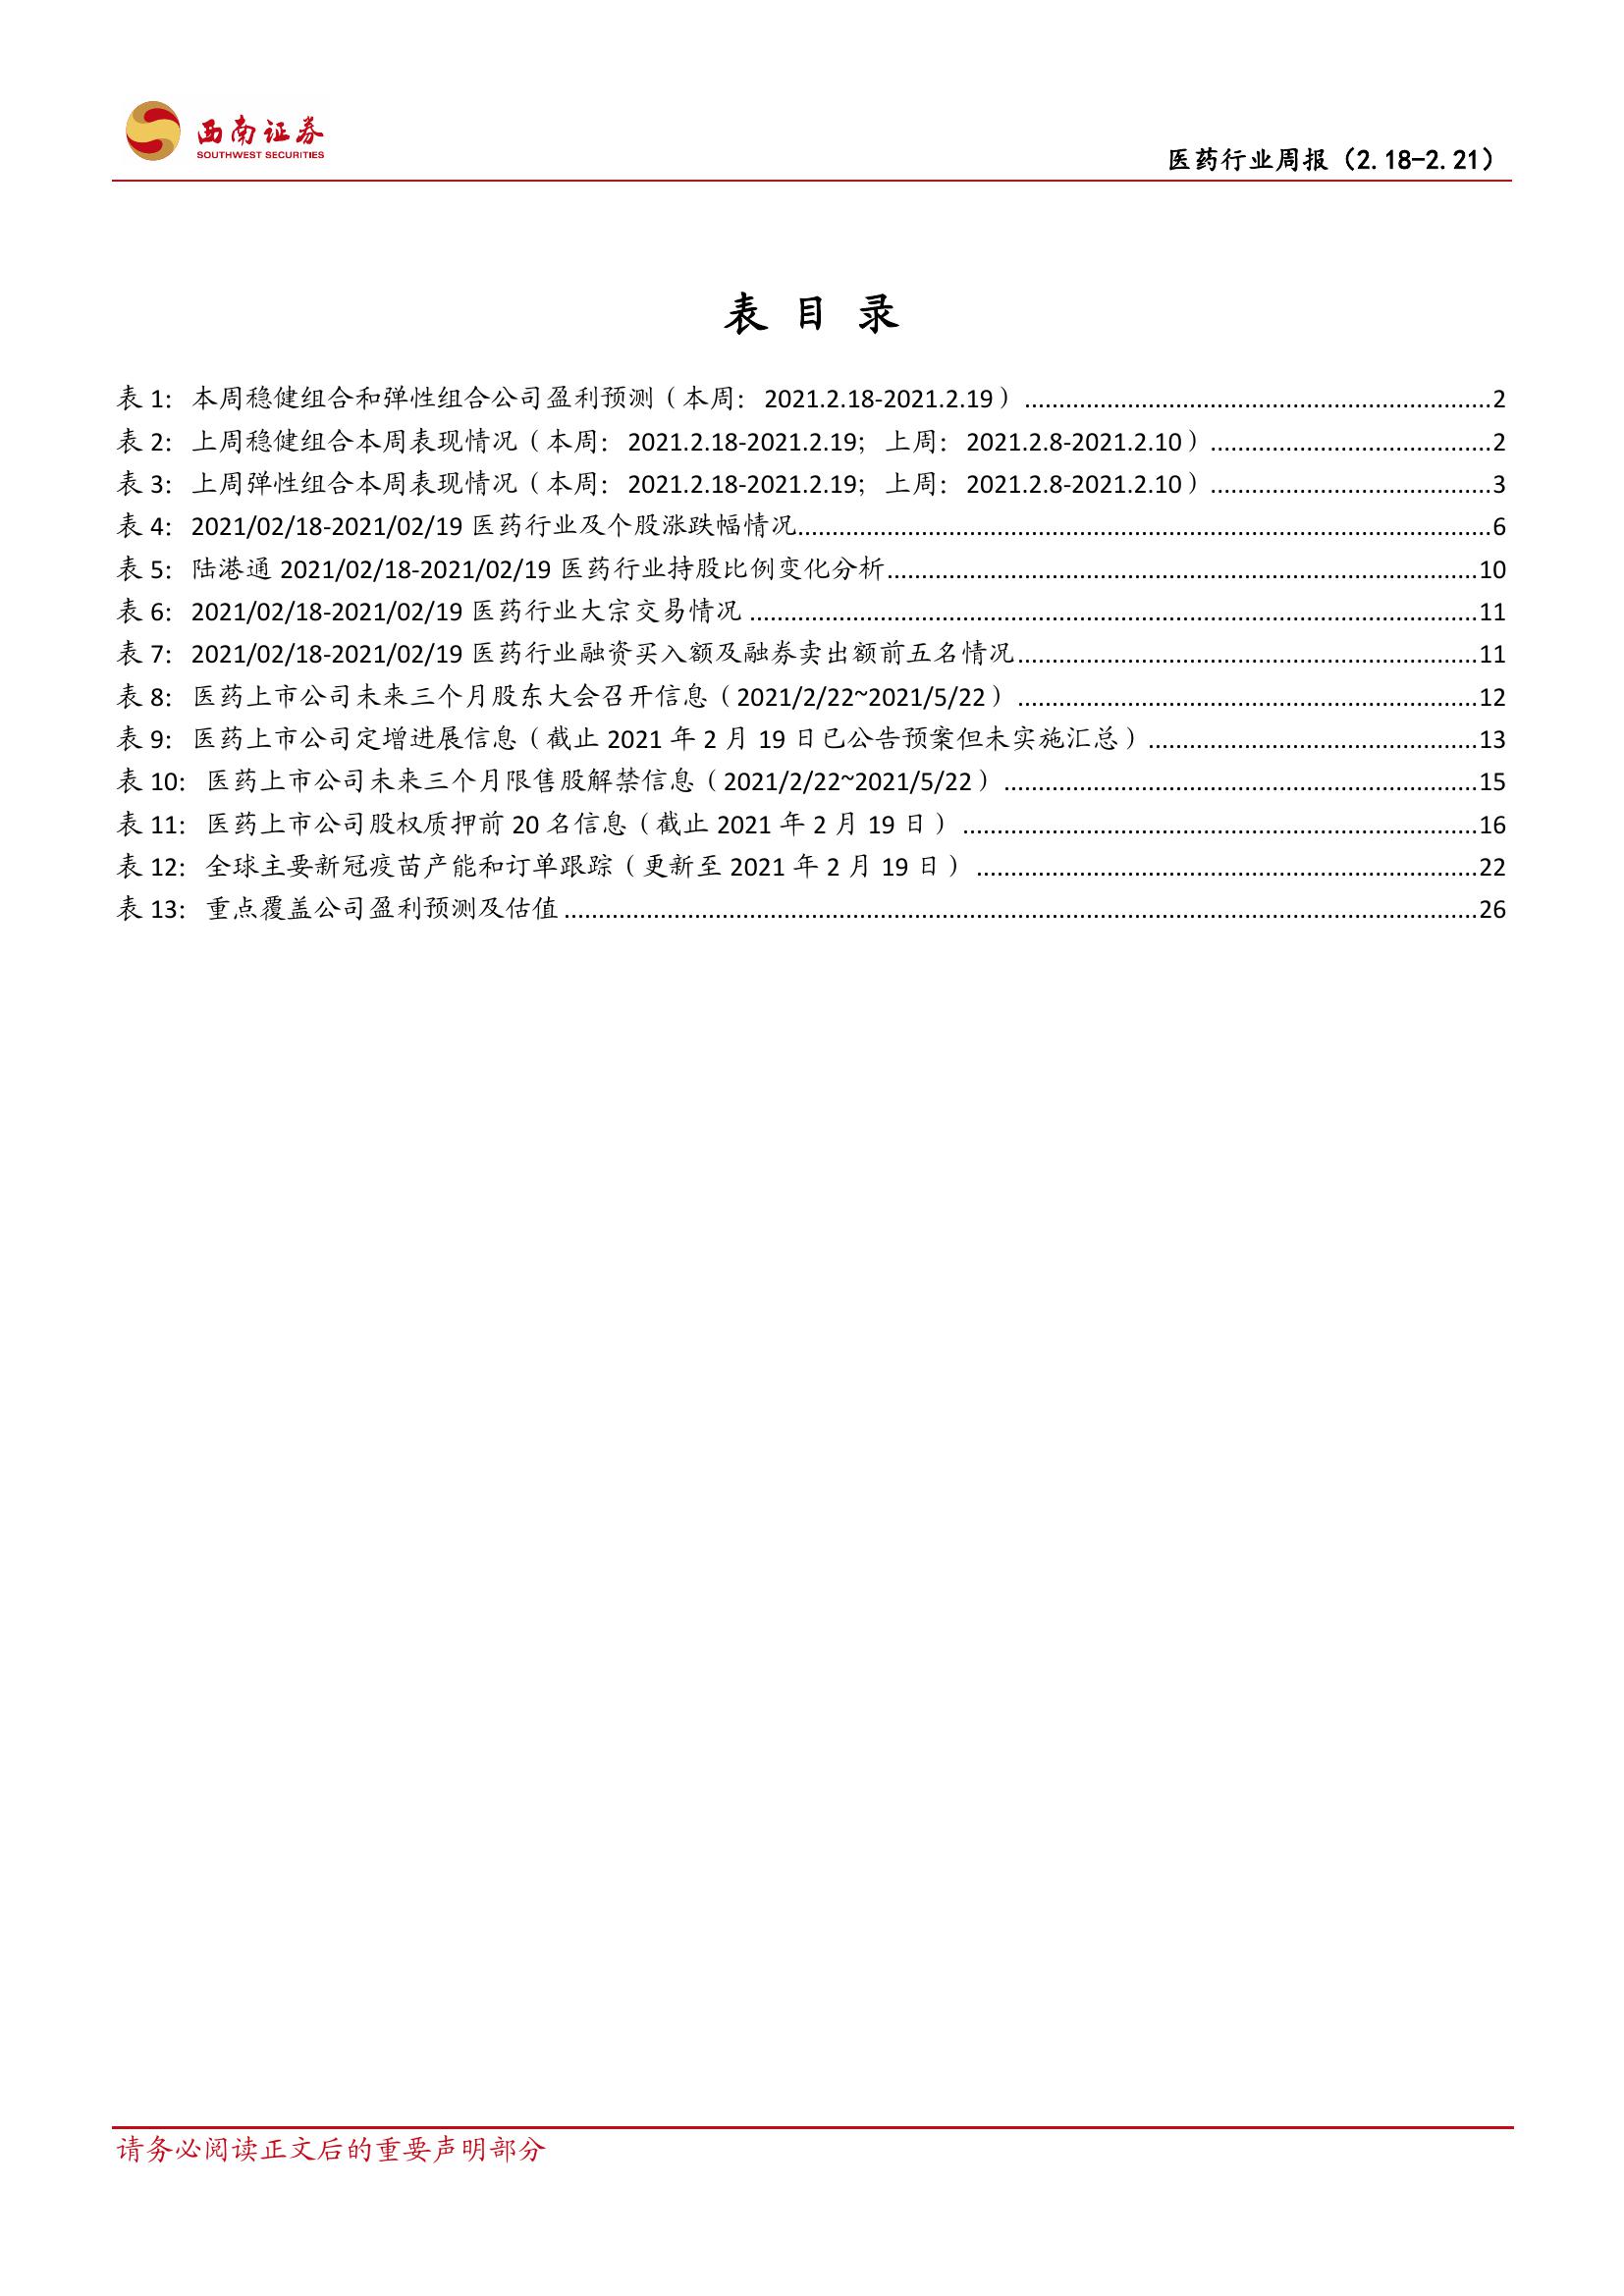 西南证券
SOUTHWEST SECURITIES
医药行业周报（2.18-2.21）
表 目 录
表 1：本周稳健组合和弹性组合公司盈利预测（本周：2021.2.18-2021.2.19）..........2
表 2：上周稳健组合本周表现情况（本周：2021.2.18-2021.2.19；上周：2021.2.8-2021.2.10）..........2
表 3：上周弹性组合本周表现情况（本周：2021.2.18-2021.2.19；上周：2021.2.8-2021.2.10）..........3
表 4：2021/02/18-2021/02/19 医药行业及个股涨跌幅情况..........6
表 5：陆港通 2021/02/18-2021/02/19 医药行业持股比例变化分析..........10
表 6：2021/02/18-2021/02/19 医药行业大宗交易情况..........11
表 7：2021/02/18-2021/02/19 医药行业融资买入额及融券卖出额前五名情况..........11
表 8：医药上市公司未来三个月股东大会召开信息（2021/2/22~2021/5/22）..........12
表 9：医药上市公司定增进展信息（截止 2021 年 2 月 19 日已公告预案但未实施汇总）..........13
表 10：医药上市公司未来三个月限售股解禁信息（2021/2/22~2021/5/22）..........15
表 11：医药上市公司股权质押前 20 名信息（截止 2021 年 2 月 19 日）..........16
表 12：全球主要新冠疫苗产能和订单跟踪（更新至 2021 年 2 月 19 日）..........22
表 13：重点覆盖公司盈利预测及估值..........26
请务必阅读正文后的重要声明部分